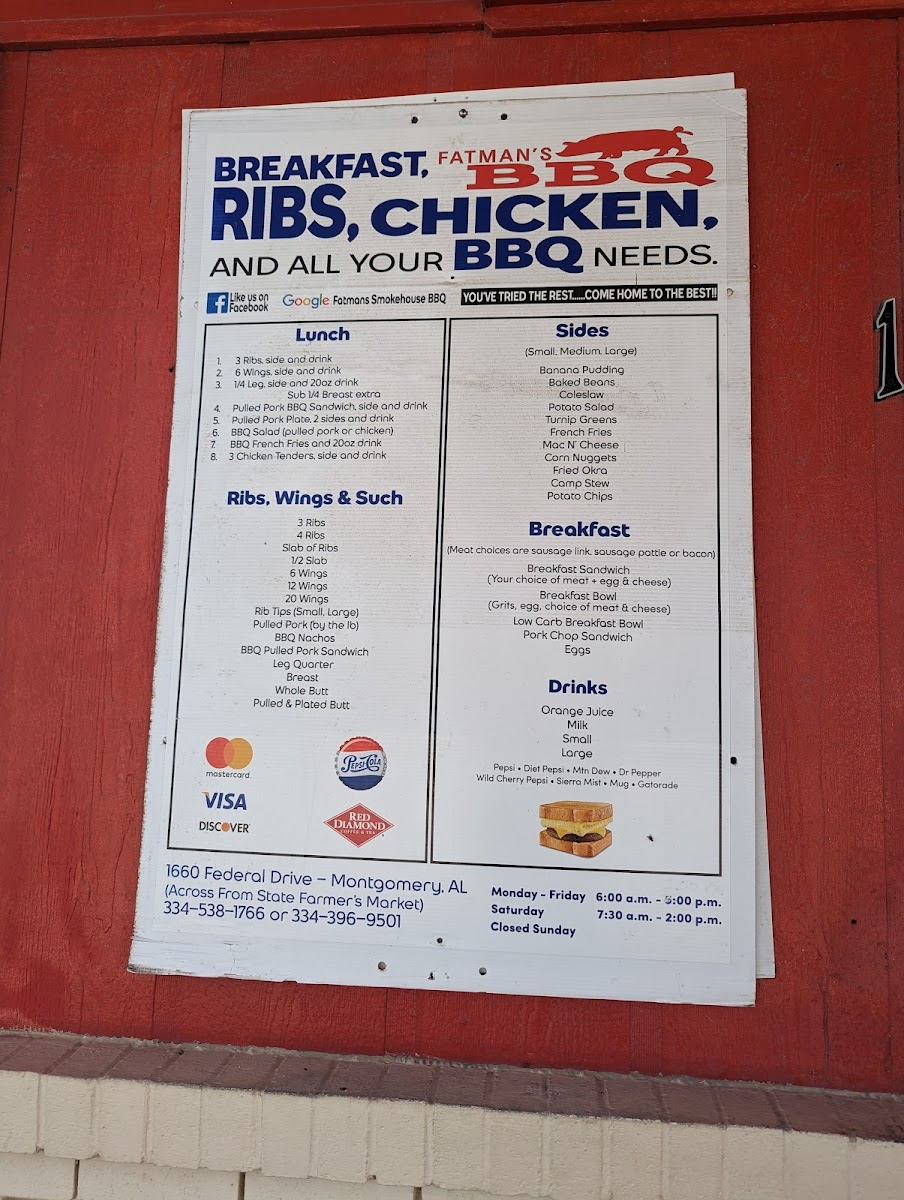 BREAKFAST, FATMAN'S BBQ
RIBS, CHICKEN,
AND ALL YOUR BBQ NEEDS.
Like us on
Facebook
Google Fatmans Smokehouse BBQ
YOU'VE TRIED THE REST.....COME HOME TO THE BEST!!
Lunch
1. 3 Ribs, side and drink
2. 6 Wings, side and drink
3. 1/4 Leg, side and 20oz drink
Sub 1/4 Breast extra
4. Pulled Pork BBQ Sandwich, side and drink
5. Pulled Pork Plate, 2 sides and drink
6. BBQ Salad (pulled pork or chicken)
7. BBQ French Fries and 20oz drink
8. 3 Chicken Tenders, side and drink
Ribs, Wings & Such
3 Ribs
4 Ribs
Slab of Ribs
1/2 Slab
6 Wings
12 Wings
20 Wings
Rib Tips (Small, Large)
Pulled Pork (by the lb)
BBQ Nachos
BBQ Pulled Pork Sandwich
Leg Quarter
Breast
Whole Butt
Pulled & Plated Butt
mastercard
VISA
DISCOVER
PEPSI-COLA
RED
DIAMOND
COFFEE & TEA
Sides
(Small, Medium, Large)
Banana Pudding
Baked Beans
Coleslaw
Potato Salad
Turnip Greens
French Fries
Mac N' Cheese
Corn Nuggets
Fried Okra
Camp Stew
Potato Chips
Breakfast
(Meat choices are sausage link, sausage pattie or bacon)
Breakfast Sandwich
(Your choice of meat + egg & cheese)
Breakfast Bowl
(Grits, egg, choice of meat & cheese)
Low Carb Breakfast Bowl
Pork Chop Sandwich
Eggs
Drinks
Orange Juice
Milk
Small
Large
Pepsi • Diet Pepsi • Mtn Dew • Dr Pepper
Wild Cherry Pepsi • Sierra Mist • Mug • Gatorade
1660 Federal Drive – Montgomery, AL
(Across From State Farmer's Market)
334–538–1766 or 334–396–9501
Monday - Friday 6:00 a.m. - 5:00 p.m.
Saturday 7:30 a.m. - 2:00 p.m.
Closed Sunday
1